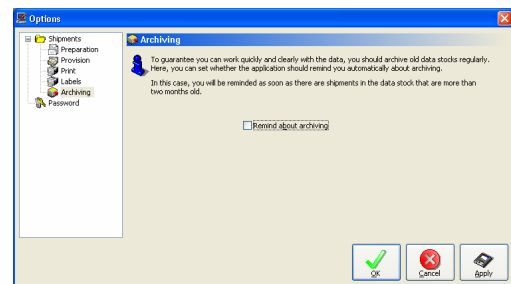 Options
Shipments
Preparation
Provision
Print
Labels
Archiving
Password
Archiving
To guarantee you can work quickly and clearly with the data, you should archive old data stocks regularly.
Here, you can set whether the application should remind you automatically about archiving.
In this case, you will be reminded as soon as there are shipments in the data stock that are more than
two months old.
Remind about archiving
OK
Cancel
Apply